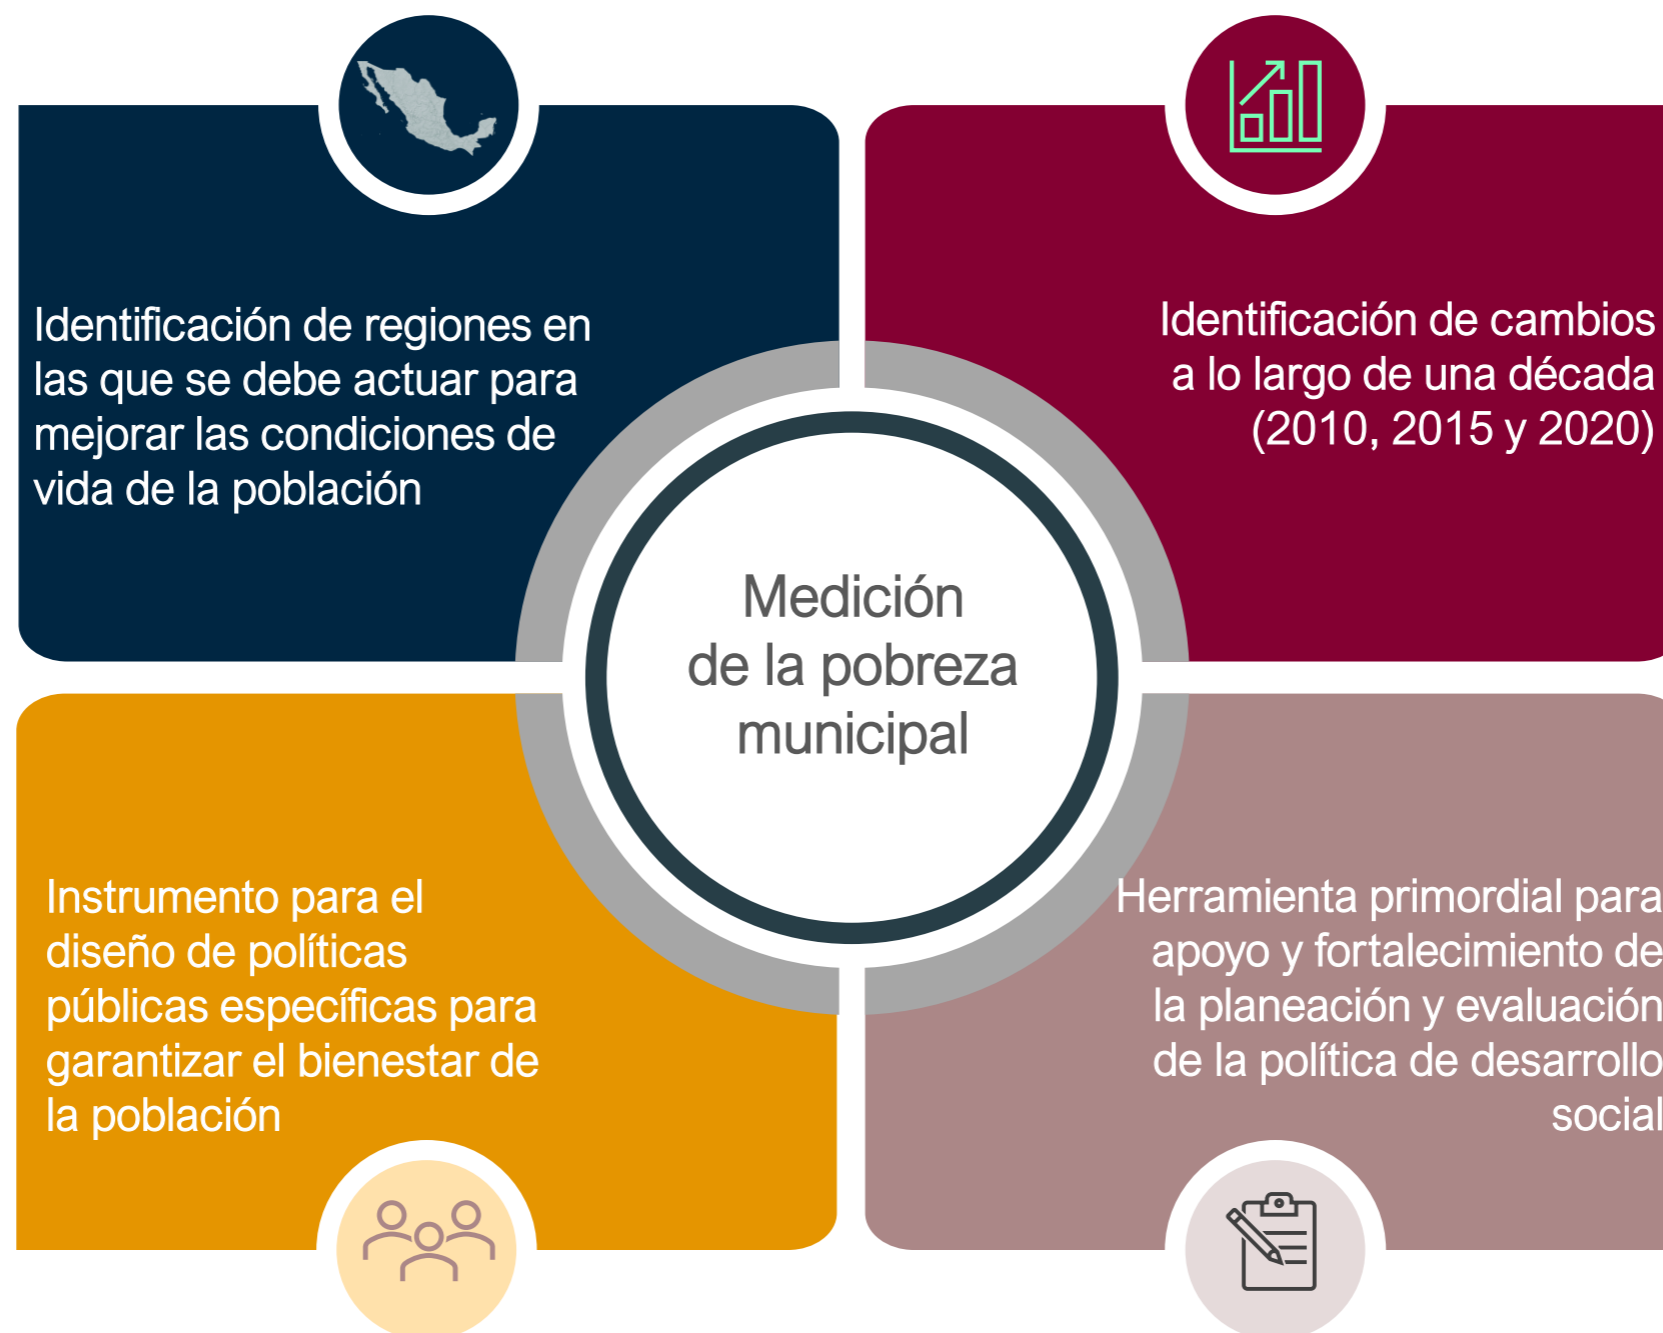 Identificación de regiones en
las que se debe actuar para
mejorar las condiciones de
vida de la población
Identificación de cambios
a lo largo de una década
(2010, 2015 y 2020)
Medición
de la pobreza
municipal
Instrumento para el
diseño de políticas
públicas específicas para
garantizar el bienestar de
la población
Herramienta primordial para
apoyo y fortalecimiento de
la planeación y evaluación
de la política de desarrollo
social